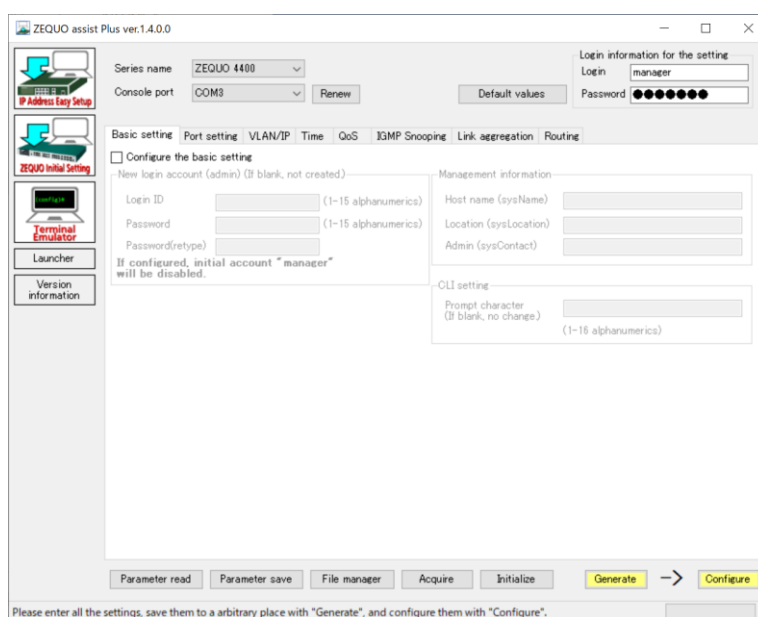 ZEQUO assist Plus ver.1.4.0.0
IP Address Easy Setup
ZEQUO Initial Setting
(config)#
Terminal
Emulator
Launcher
Version
information
Series name ZEQUO 4400
Console port COM3 Renew Default values
Login information for the setting
Login manager
Password ●●●●●●●
Basic setting Port setting VLAN/IP Time QoS IGMP Snooping Link aggregation Routing
Configure the basic setting
New login account (admin) (If blank, not created)
Login ID (1-15 alphanumerics)
Password (1-15 alphanumerics)
Password(retype)
If configured, initial account "manager"
will be disabled.
Management information
Host name (sysName)
Location (sysLocation)
Admin (sysContact)
CLI setting
Prompt character
(If blank, no change.)
(1-16 alphanumerics)
Parameter read Parameter save File manager Acquire Initialize Generate -> Configure
Please enter all the settings, save them to a arbitrary place with "Generate", and configure them with "Configure".